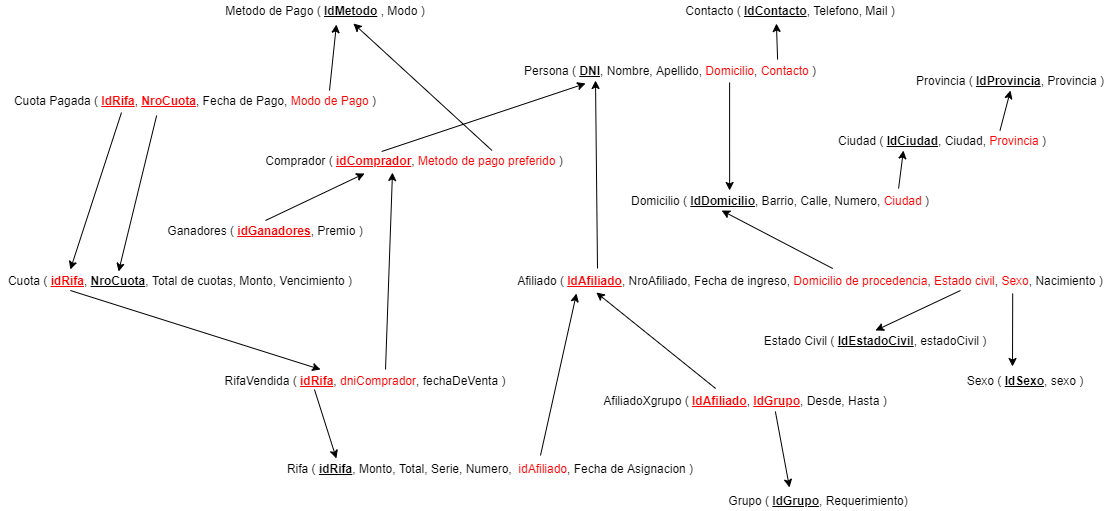 Metodo de Pago ( IdMetodo , Modo )
Contacto ( IdContacto, Telefono, Mail )
Persona ( DNI, Nombre, Apellido, Domicilio, Contacto )
Provincia ( IdProvincia, Provincia )
Cuota Pagada ( IdRifa, NroCuota, Fecha de Pago, Modo de Pago )
Ciudad ( IdCiudad, Ciudad, Provincia )
Comprador ( idComprador, Metodo de pago preferido )
Domicilio ( IdDomicilio, Barrio, Calle, Numero, Ciudad )
Ganadores ( idGanadores, Premio )
Cuota ( idRifa, NroCuota, Total de cuotas, Monto, Vencimiento )
Afiliado ( IdAfiliado, NroAfiliado, Fecha de ingreso, Domicilio de procedencia, Estado civil, Sexo, Nacimiento )
Estado Civil ( IdEstadoCivil, estadoCivil )
RifaVendida ( idRifa, dniComprador, fechaDeVenta )
Sexo ( IdSexo, sexo )
AfiliadoXgrupo ( IdAfiliado, IdGrupo, Desde, Hasta )
Rifa ( idRifa, Monto, Total, Serie, Numero, idAfiliado, Fecha de Asignacion )
Grupo ( IdGrupo, Requerimiento)